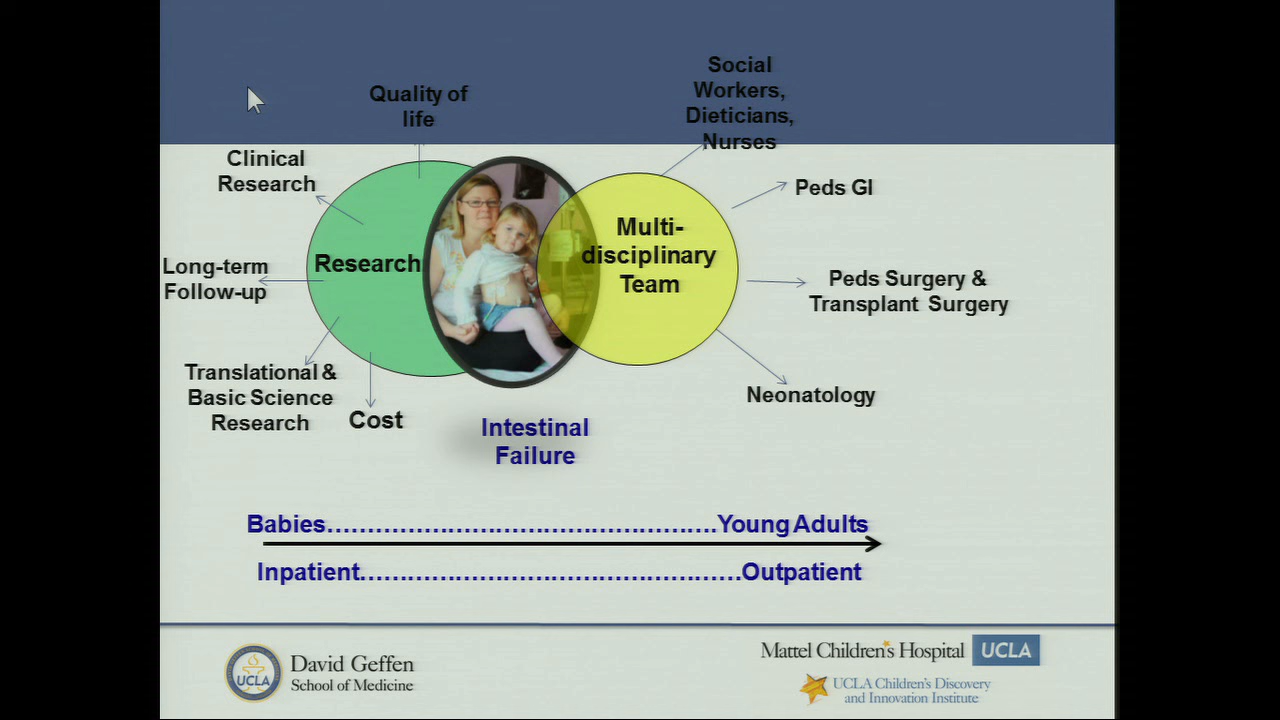 Social
Workers,
Dieticians,
Nurses
Quality of
life
Clinical
Research
Peds GI
Research
Multi-
disciplinary
Team
Long-term
Follow-up
Peds Surgery &
Transplant Surgery
Translational &
Basic Science
Research
Cost
Neonatology
Intestinal
Failure
Babies……………………………………….Young Adults
Inpatient………………………………………Outpatient
UCLA
David Geffen
School of Medicine
Mattel Children's Hospital UCLA
UCLA Children's Discovery
and Innovation Institute